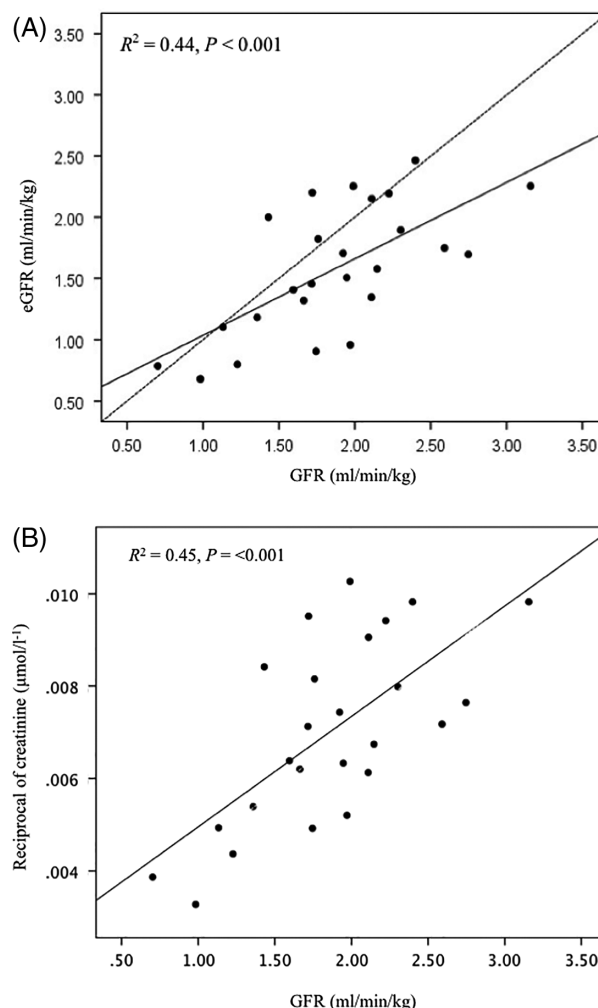 (A)
R² = 0.44, P < 0.001
3.50
3.00
2.50
2.00
1.50
1.00
0.50
eGFR (ml/min/kg)
0.50 1.00 1.50 2.00 2.50 3.00 3.50
GFR (ml/min/kg)
(B)
R² = 0.45, P = <0.001
.010
.008
.006
.004
Reciprocal of creatinine (μmol/l⁻¹)
.50 1.00 1.50 2.00 2.50 3.00 3.50
GFR (ml/min/kg)